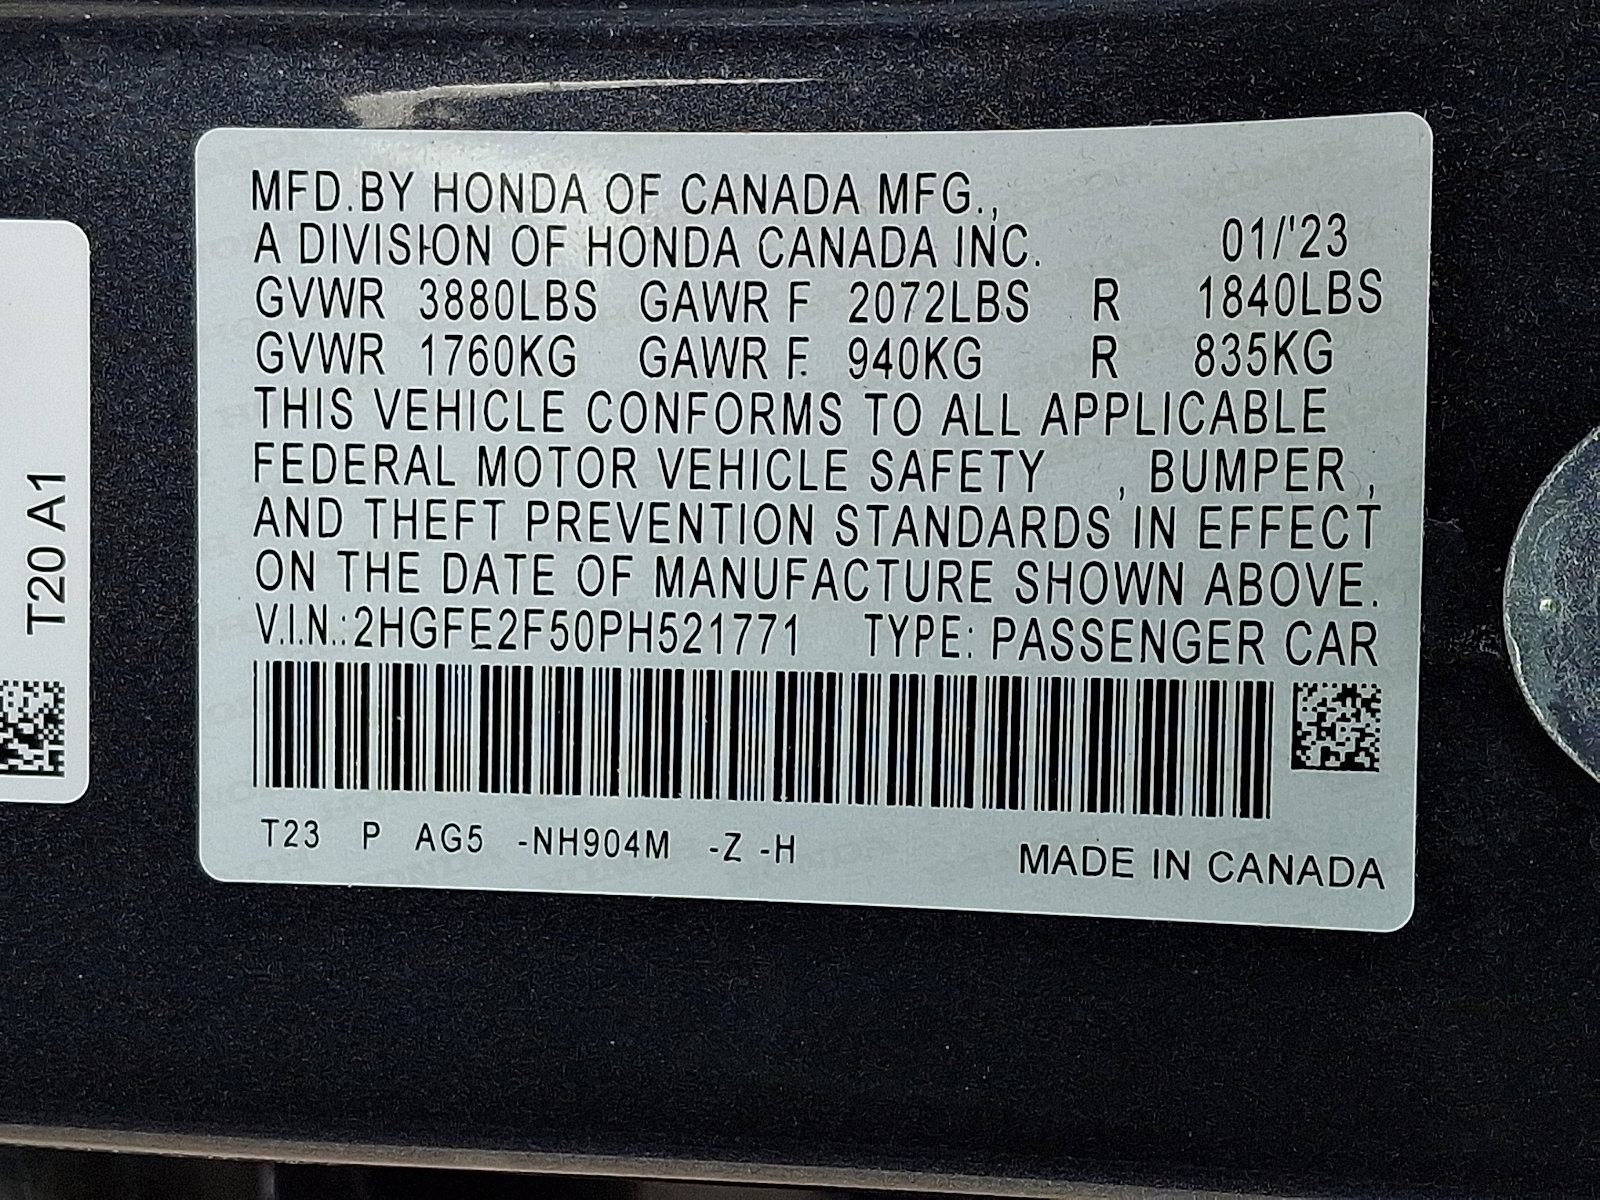 MFD.BY HONDA OF CANADA MFG.,
A DIVISION OF HONDA CANADA INC. 01/'23
GVWR 3880LBS GAWR F 2072LBS R 1840LBS
GVWR 1760KG GAWR F 940KG R 835KG
THIS VEHICLE CONFORMS TO ALL APPLICABLE
FEDERAL MOTOR VEHICLE SAFETY , BUMPER ,
AND THEFT PREVENTION STANDARDS IN EFFECT
ON THE DATE OF MANUFACTURE SHOWN ABOVE.
V.I.N.:2HGFE2F50PH521771 TYPE: PASSENGER CAR
T23 P AG5 -NH904M -Z -H
MADE IN CANADA
T20 A1